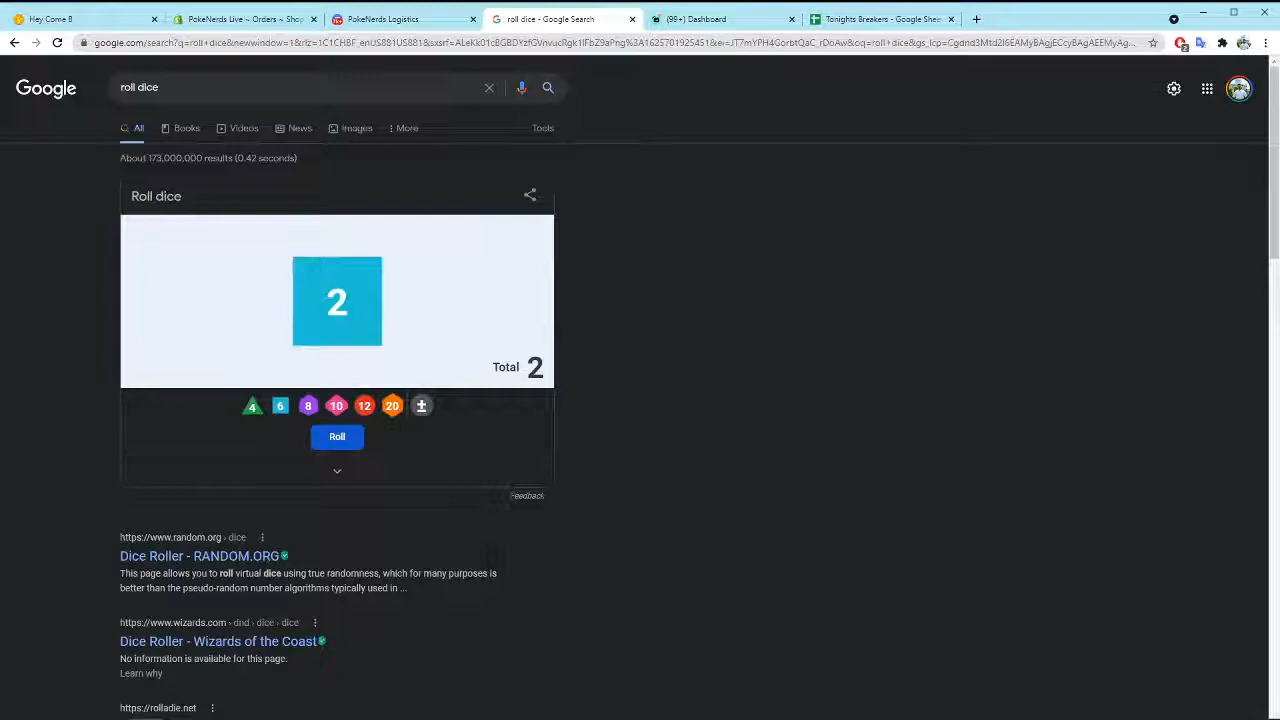 Hey Come B
PokeNerds Live ~ Orders ~ Shop
PokeNerds Logistics
roll dice - Google Search
(99+) Dashboard
Tonights Breakers - Google Shee
Google
roll dice
All
Books
Videos
News
Images
More
Tools
About 173,000,000 results (0.42 seconds)
Roll dice
2
Total 2
4 6 8 10 12 20 ±
Roll
Feedback
https://www.random.org › dice
Dice Roller - RANDOM.ORG
This page allows you to roll virtual dice using true randomness, which for many purposes is
better than the pseudo-random number algorithms typically used in ...
https://www.wizards.com › dnd › dice › dice
Dice Roller - Wizards of the Coast
No information is available for this page.
Learn why
https://rolladie.net